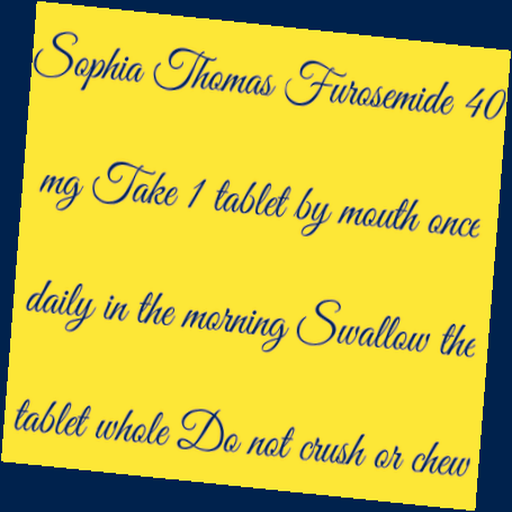 Sophia Thomas Furosemide 40
mg Take 1 tablet by mouth once
daily in the morning Swallow the
tablet whole Do not crush or chew